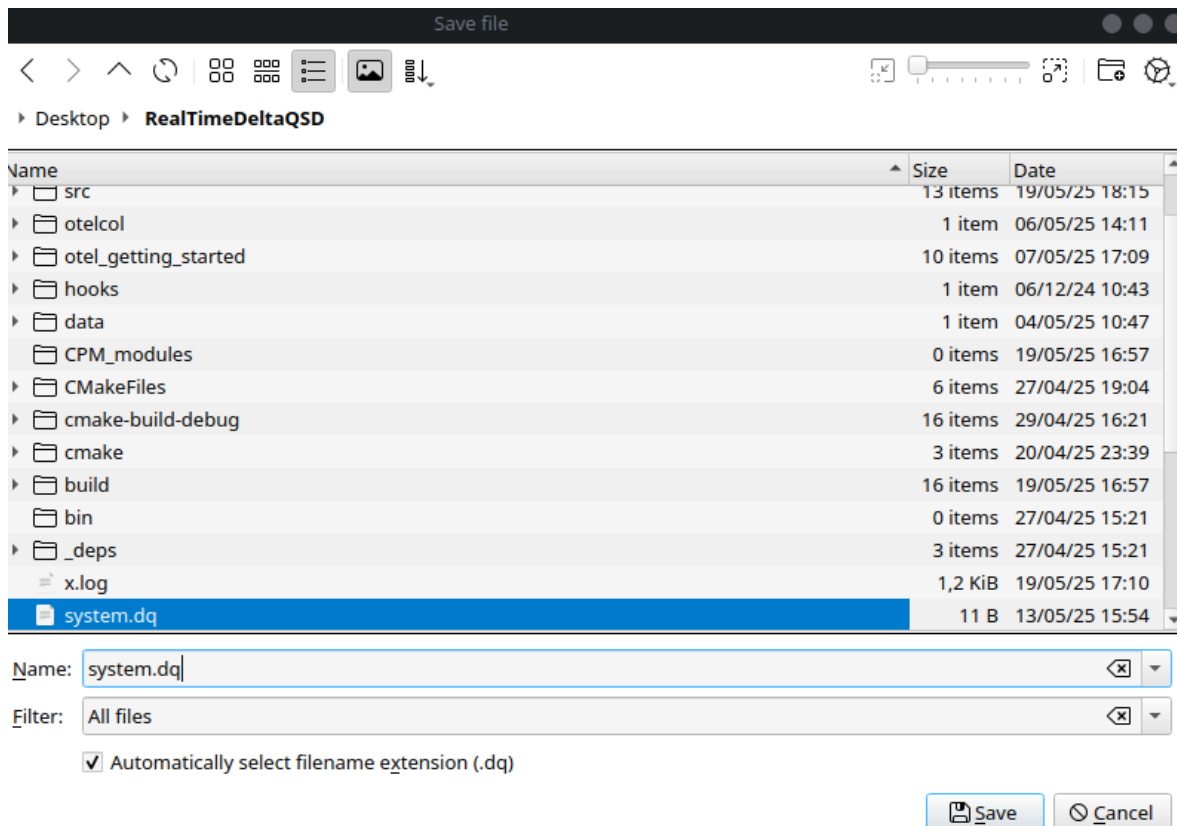 Save file
Desktop RealTimeDeltaQSD
Name Size Date
src 13 items 19/05/25 18:15
otelcol 1 item 06/05/25 14:11
otel_getting_started 10 items 07/05/25 17:09
hooks 1 item 06/12/24 10:43
data 1 item 04/05/25 10:47
CPM_modules 0 items 19/05/25 16:57
CMakeFiles 6 items 27/04/25 19:04
cmake-build-debug 16 items 29/04/25 16:21
cmake 3 items 20/04/25 23:39
build 16 items 19/05/25 16:57
bin 0 items 27/04/25 15:21
_deps 3 items 27/04/25 15:21
x.log 1,2 KiB 19/05/25 17:10
system.dq 11 B 13/05/25 15:54
Name: system.dq
Filter: All files
Automatically select filename extension (.dq)
Save Cancel